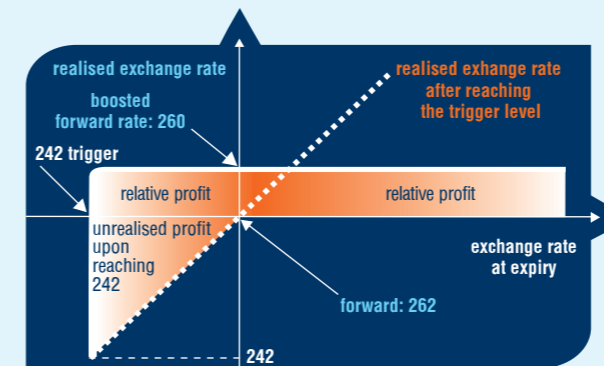 realised exchange rate
boosted
forward rate: 260
242 trigger
realised exhange rate
after reaching
the trigger level
relative profit
relative profit
unrealised profit
upon
reaching
242
exchange rate
at expiry
forward: 262
242